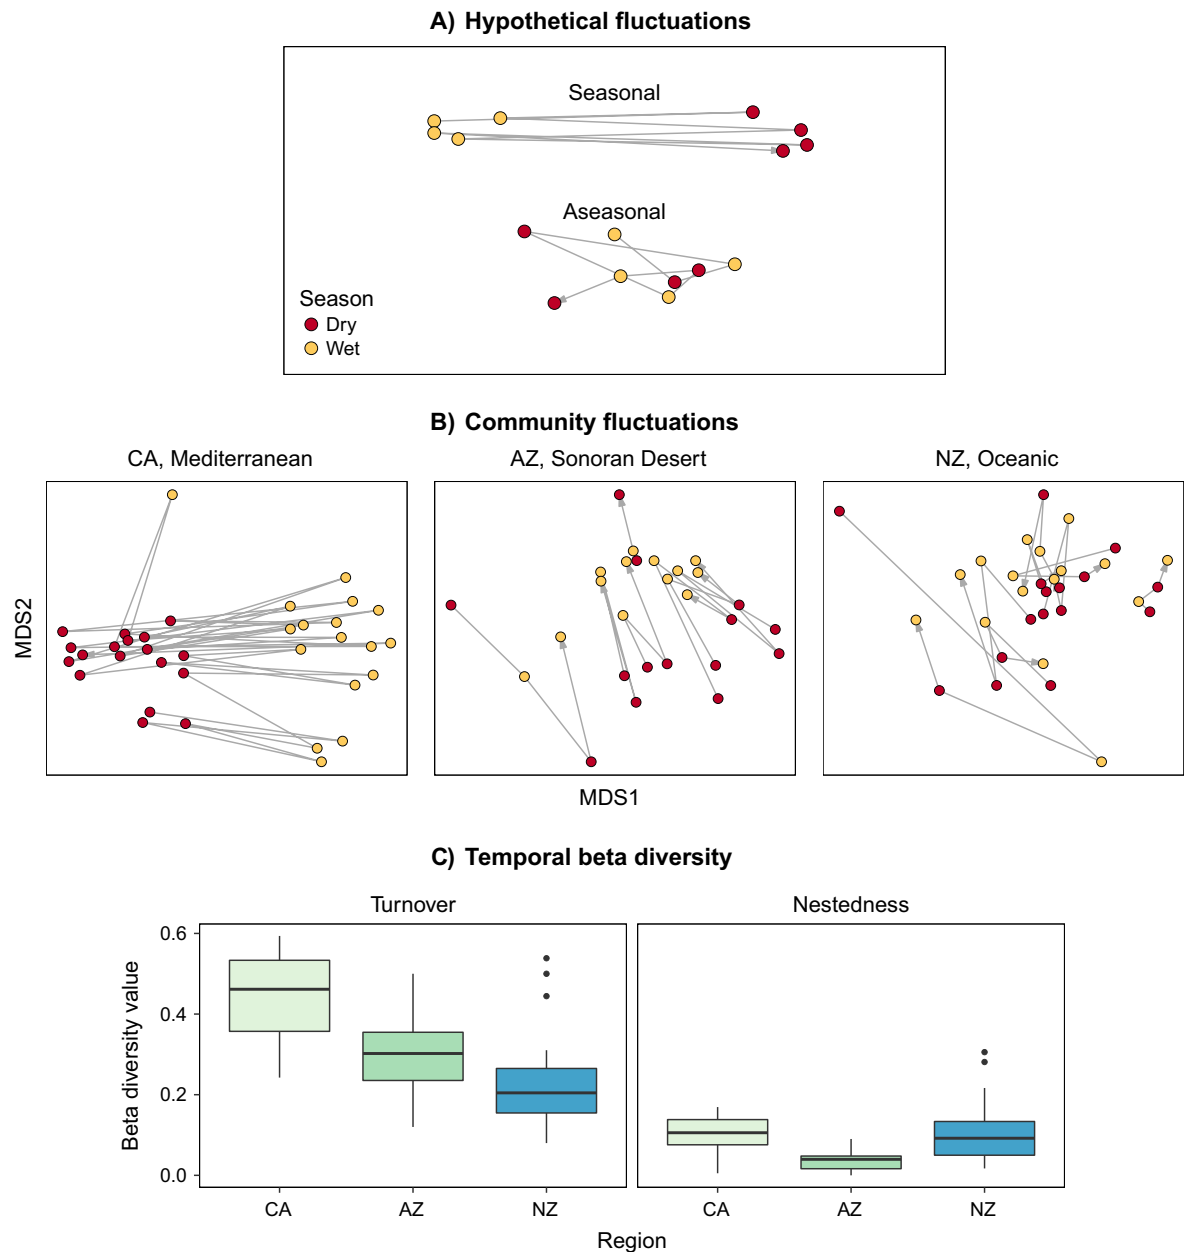 A) Hypothetical fluctuations
Seasonal
Aseasonal
Season
Dry
Wet
B) Community fluctuations
CA, Mediterranean
AZ, Sonoran Desert
NZ, Oceanic
MDS2
MDS1
C) Temporal beta diversity
Turnover
Nestedness
Beta diversity value
0.6
0.4
0.2
0.0
CA
AZ
NZ
CA
AZ
NZ
Region